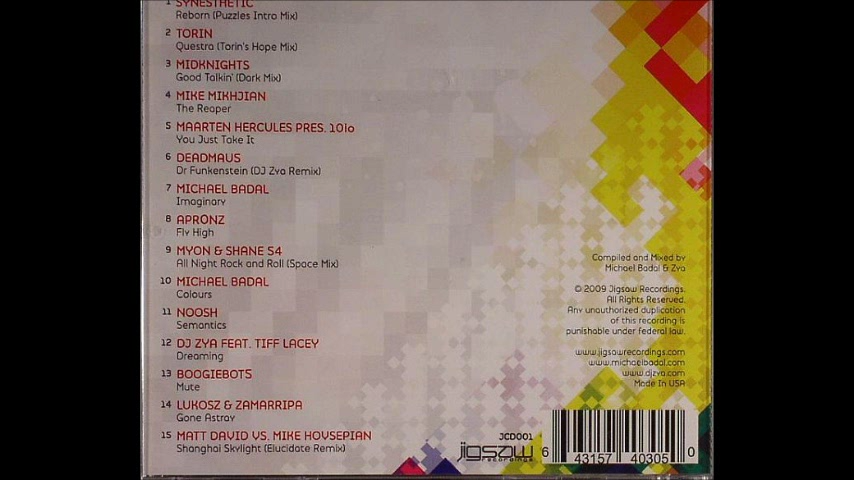 1 SYNESTHETIC
Reborn (Puzzles Intro Mix)
2 TORIN
Questra (Torin's Hope Mix)
3 MIDKNIGHTS
Good Talkin' (Dark Mix)
4 MIKE MIKHJIAN
The Reaper
5 MAARTEN HERCULES PRES. 10io
You Just Take It
6 DEADMAUS
Dr Funkenstein (DJ Zya Remix)
7 MICHAEL BADAL
Imaginary
8 APRONZ
Fly High
9 MYON & SHANE 54
All Night Rock and Roll (Space Mix)
10 MICHAEL BADAL
Colours
11 NOOSH
Semantics
12 DJ ZYA FEAT. TIFF LACEY
Dreaming
13 BOOGIEBOTS
Mute
14 LUKOSZ & ZAMARRIPA
Gone Astray
15 MATT DAVID VS. MIKE HOVSEPIAN
Shanghai Skylight (Elucidate Remix)
Compiled and Mixed by
Michael Badal & Zya
© 2009 Jigsaw Recordings.
All Rights Reserved.
Any unauthorized duplication
of this recording is
punishable under federal law.
www.jigsawrecordings.com
www.michaelbadal.com
www.djzya.com
Made In USA
JCD001
jigsaw
recordings
6 43157 40305 0